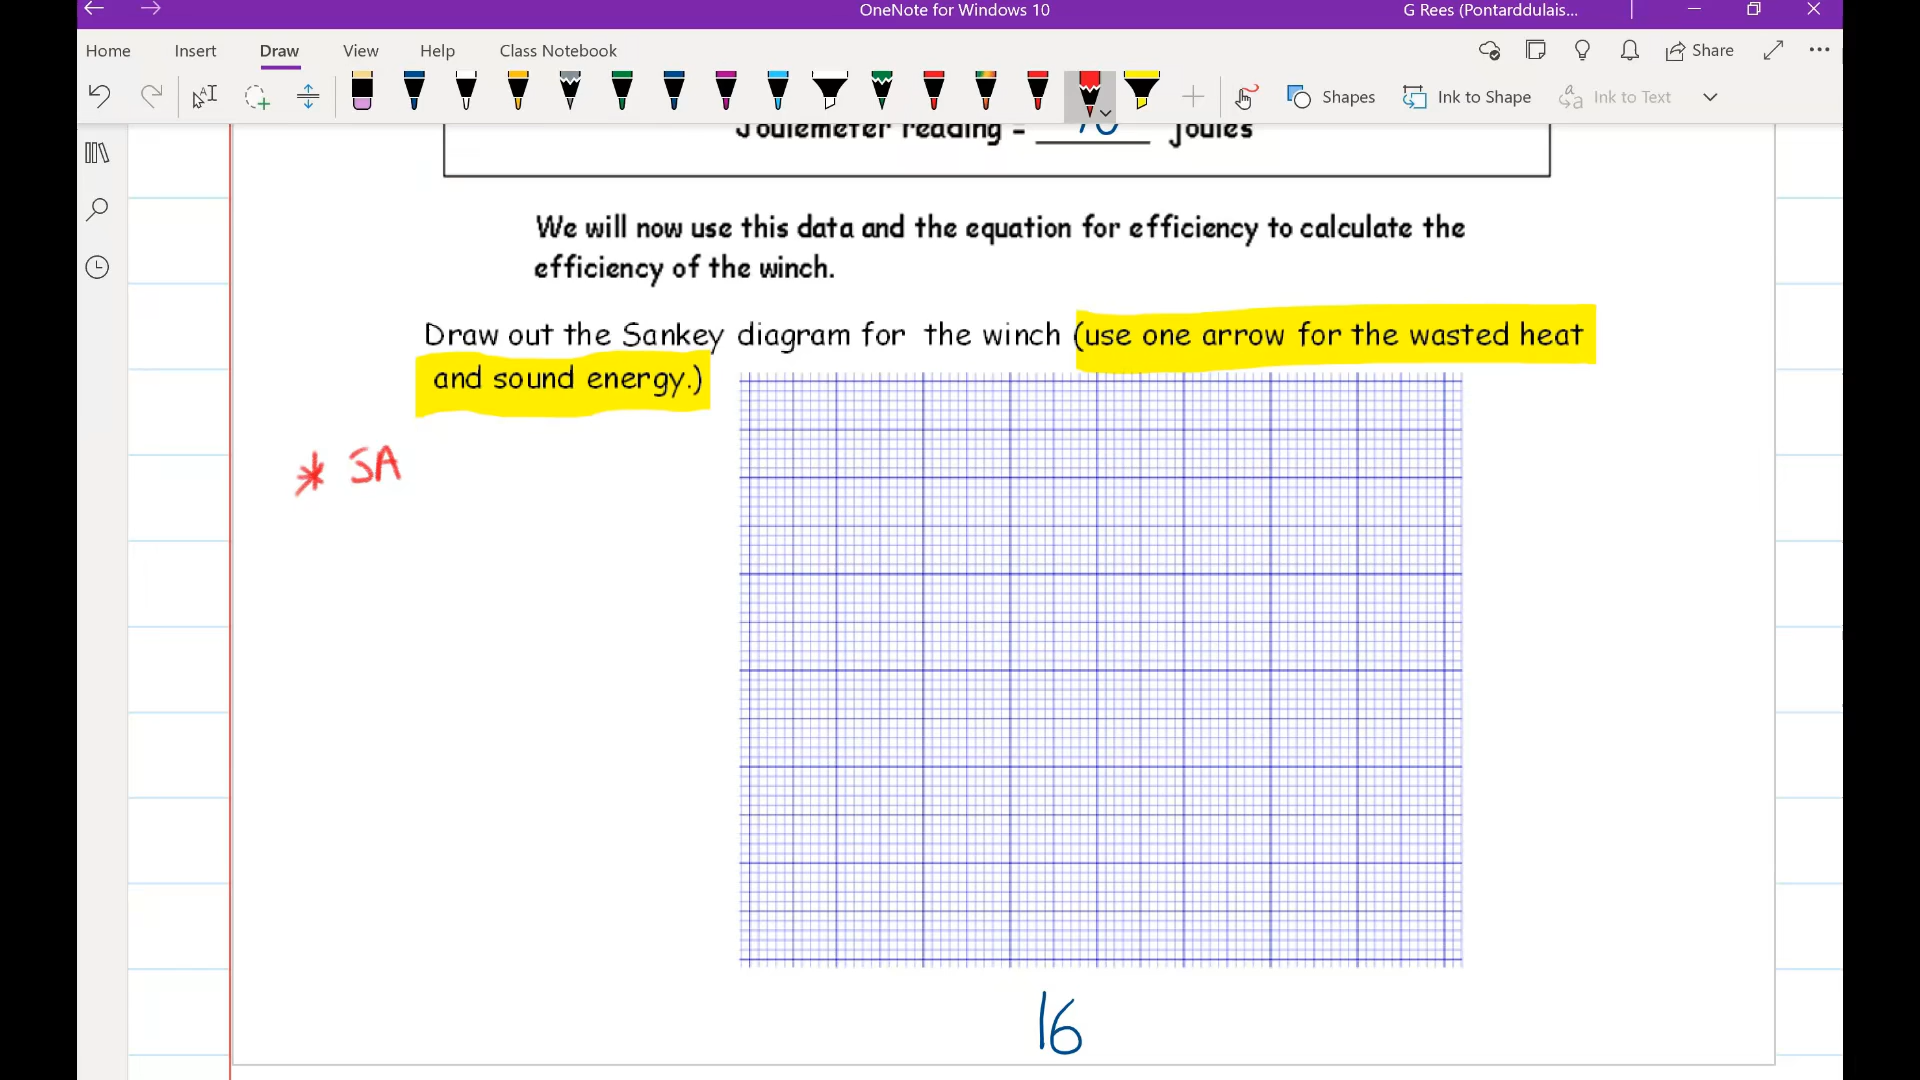 OneNote for Windows 10
G Rees (Pontarddulais...
Home Insert Draw View Help Class Notebook
Share
Shapes Ink to Shape Ink to Text
Joulemeter reading = joules
We will now use this data and the equation for efficiency to calculate the
efficiency of the winch.
Draw out the Sankey diagram for the winch (use one arrow for the wasted heat
and sound energy.)
* SA
16